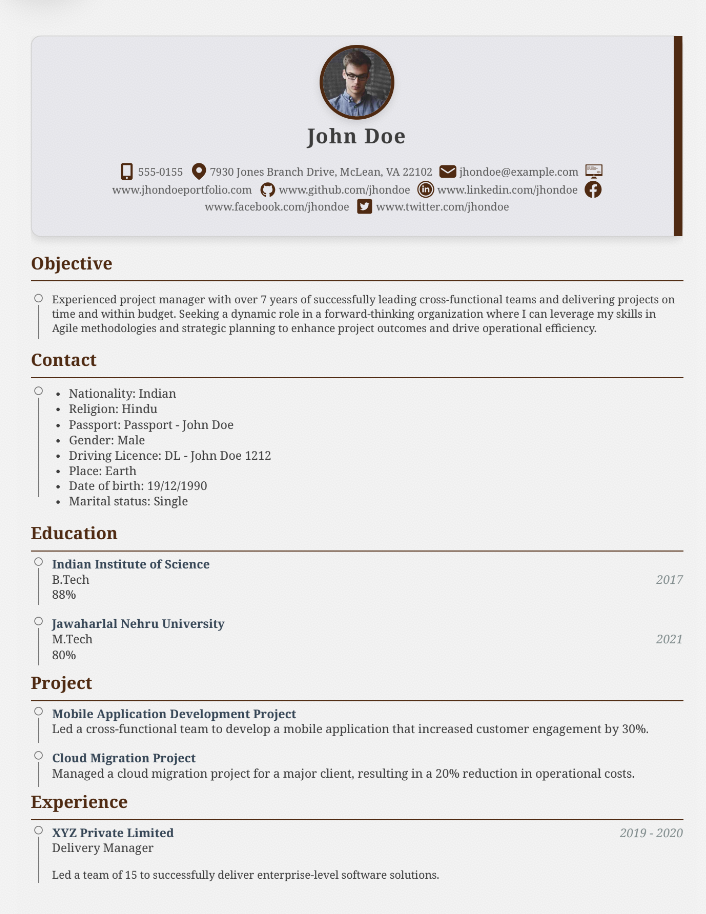 John Doe
555-0155 7930 Jones Branch Drive, McLean, VA 22102 jhondoe@example.com
www.jhondoeportfolio.com www.github.com/jhondoe www.linkedin.com/jhondoe
www.facebook.com/jhondoe www.twitter.com/jhondoe
Objective
Experienced project manager with over 7 years of successfully leading cross-functional teams and delivering projects on
time and within budget. Seeking a dynamic role in a forward-thinking organization where I can leverage my skills in
Agile methodologies and strategic planning to enhance project outcomes and drive operational efficiency.
Contact
• Nationality: Indian
• Religion: Hindu
• Passport: Passport - John Doe
• Gender: Male
• Driving Licence: DL - John Doe 1212
• Place: Earth
• Date of birth: 19/12/1990
• Marital status: Single
Education
Indian Institute of Science
B.Tech 2017
88%
Jawaharlal Nehru University
M.Tech 2021
80%
Project
Mobile Application Development Project
Led a cross-functional team to develop a mobile application that increased customer engagement by 30%.
Cloud Migration Project
Managed a cloud migration project for a major client, resulting in a 20% reduction in operational costs.
Experience
XYZ Private Limited 2019 - 2020
Delivery Manager
Led a team of 15 to successfully deliver enterprise-level software solutions.